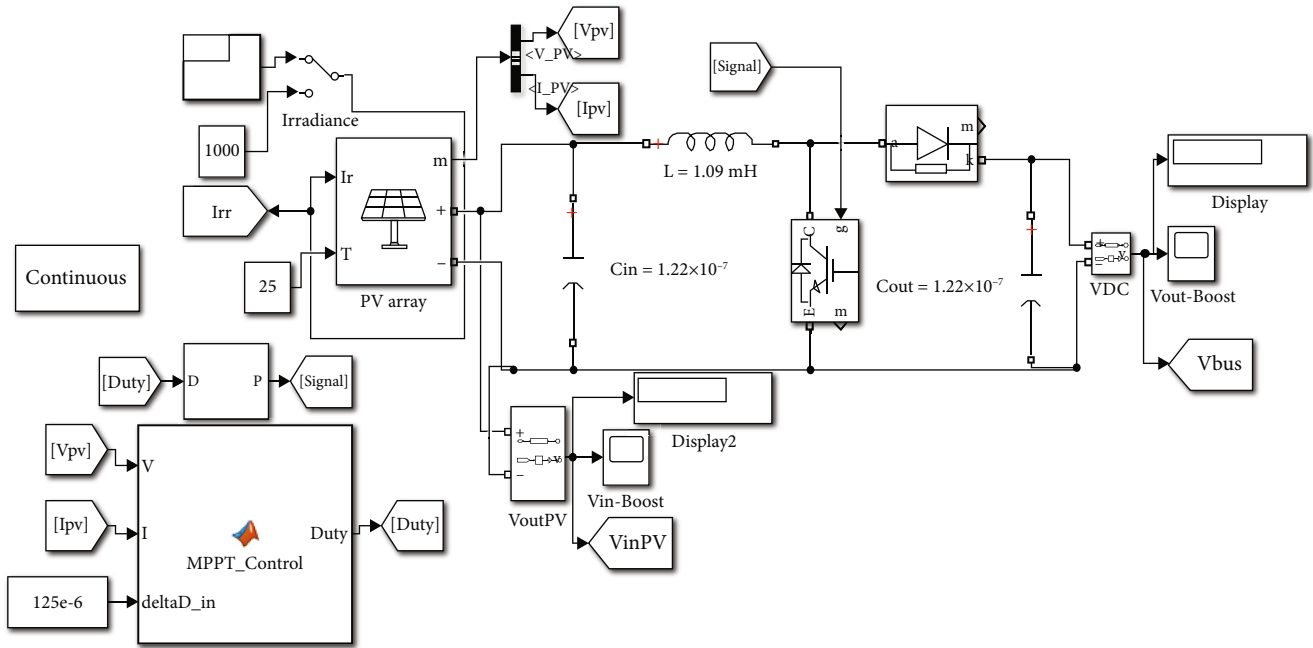 [Vpv]
<V_PV>
<I_PV>
[Ipv]
[Signal]
Irradiance
1000
Irr
Ir
T
m
+
−
PV array
25
Continuous
L = 1.09 mH
a
m
k
Cin = 1.22×10⁻⁷
C
g
E
m
Cout = 1.22×10⁻⁷
+
−
v
VDC
Display
Vout-Boost
Vbus
[Duty]
D
P
[Signal]
[Vpv]
V
[Ipv]
I
125e-6
deltaD_in
MPPT_Control
Duty
[Duty]
+
−
v
VoutPV
Display2
Vin-Boost
VinPV